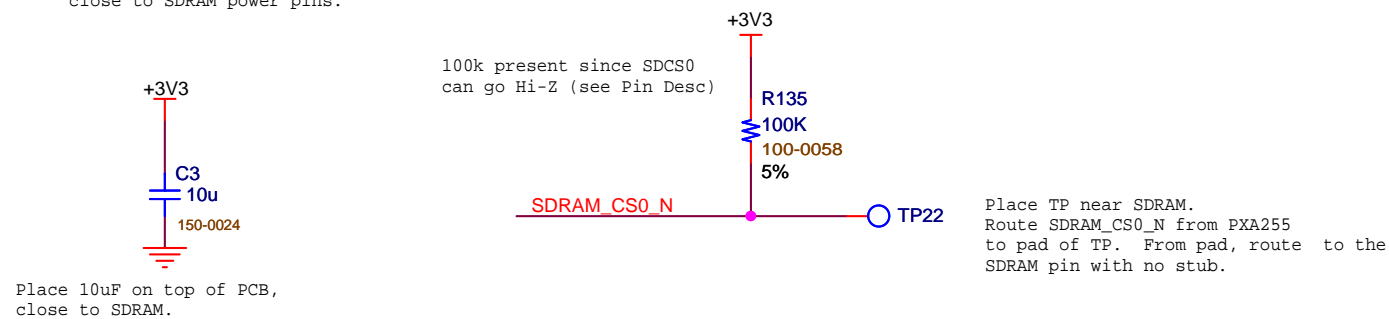 close to SDRAM power pins.
+3V3
100k present since SDCS0
can go Hi-Z (see Pin Desc)
+3V3
R135
100K
100-0058
5%
C3
10u
150-0024
SDRAM_CS0_N
TP22
Place TP near SDRAM.
Route SDRAM_CS0_N from PXA255
to pad of TP.  From pad, route  to the
SDRAM pin with no stub.
Place 10uF on top of PCB,
close to SDRAM.